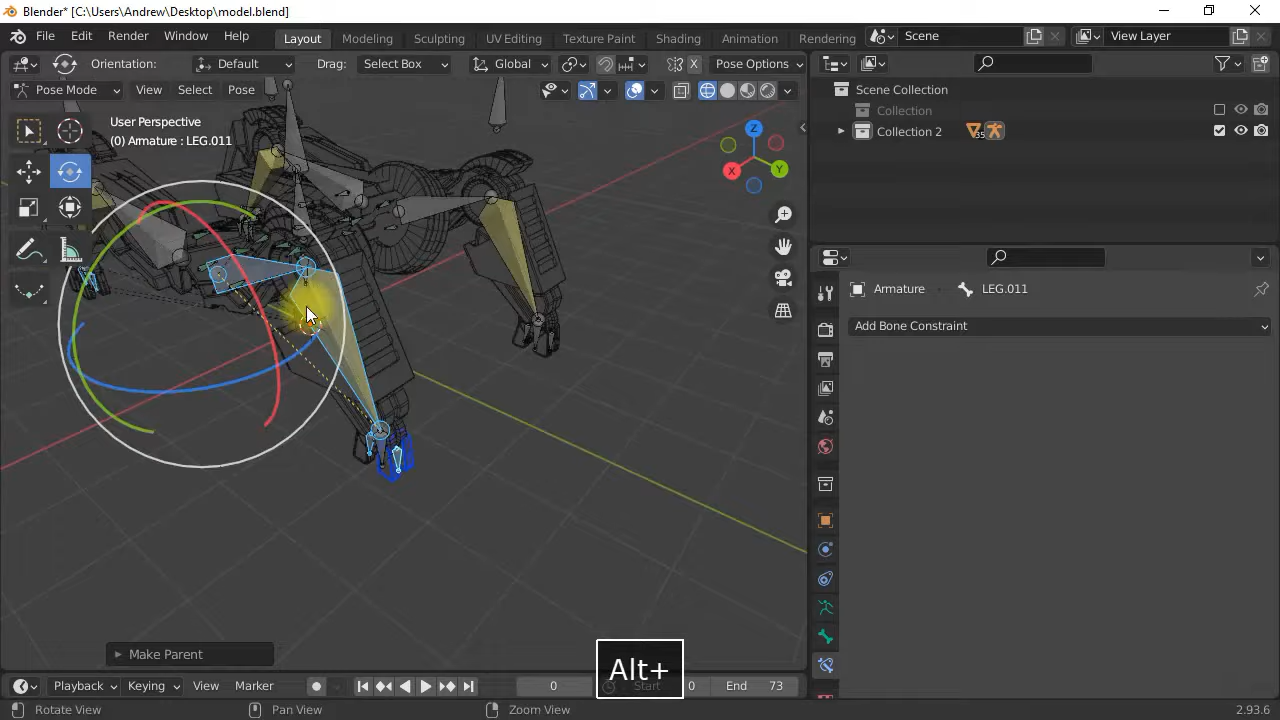 Blender* [C:\Users\Andrew\Desktop\model.blend]
File Edit Render Window Help Layout Modeling Sculpting UV Editing Texture Paint Shading Animation Rendering Scene View Layer
Orientation: Default Drag: Select Box Global X Pose Options
Pose Mode View Select Pose
User Perspective
(0) Armature : LEG.011
Z
Y
X
Scene Collection
Collection
Collection 2 35
Armature LEG.011
Add Bone Constraint
Make Parent
Alt+
Playback Keying View Marker 0 Start 0 End 73
Rotate View Pan View Zoom View 2.93.6